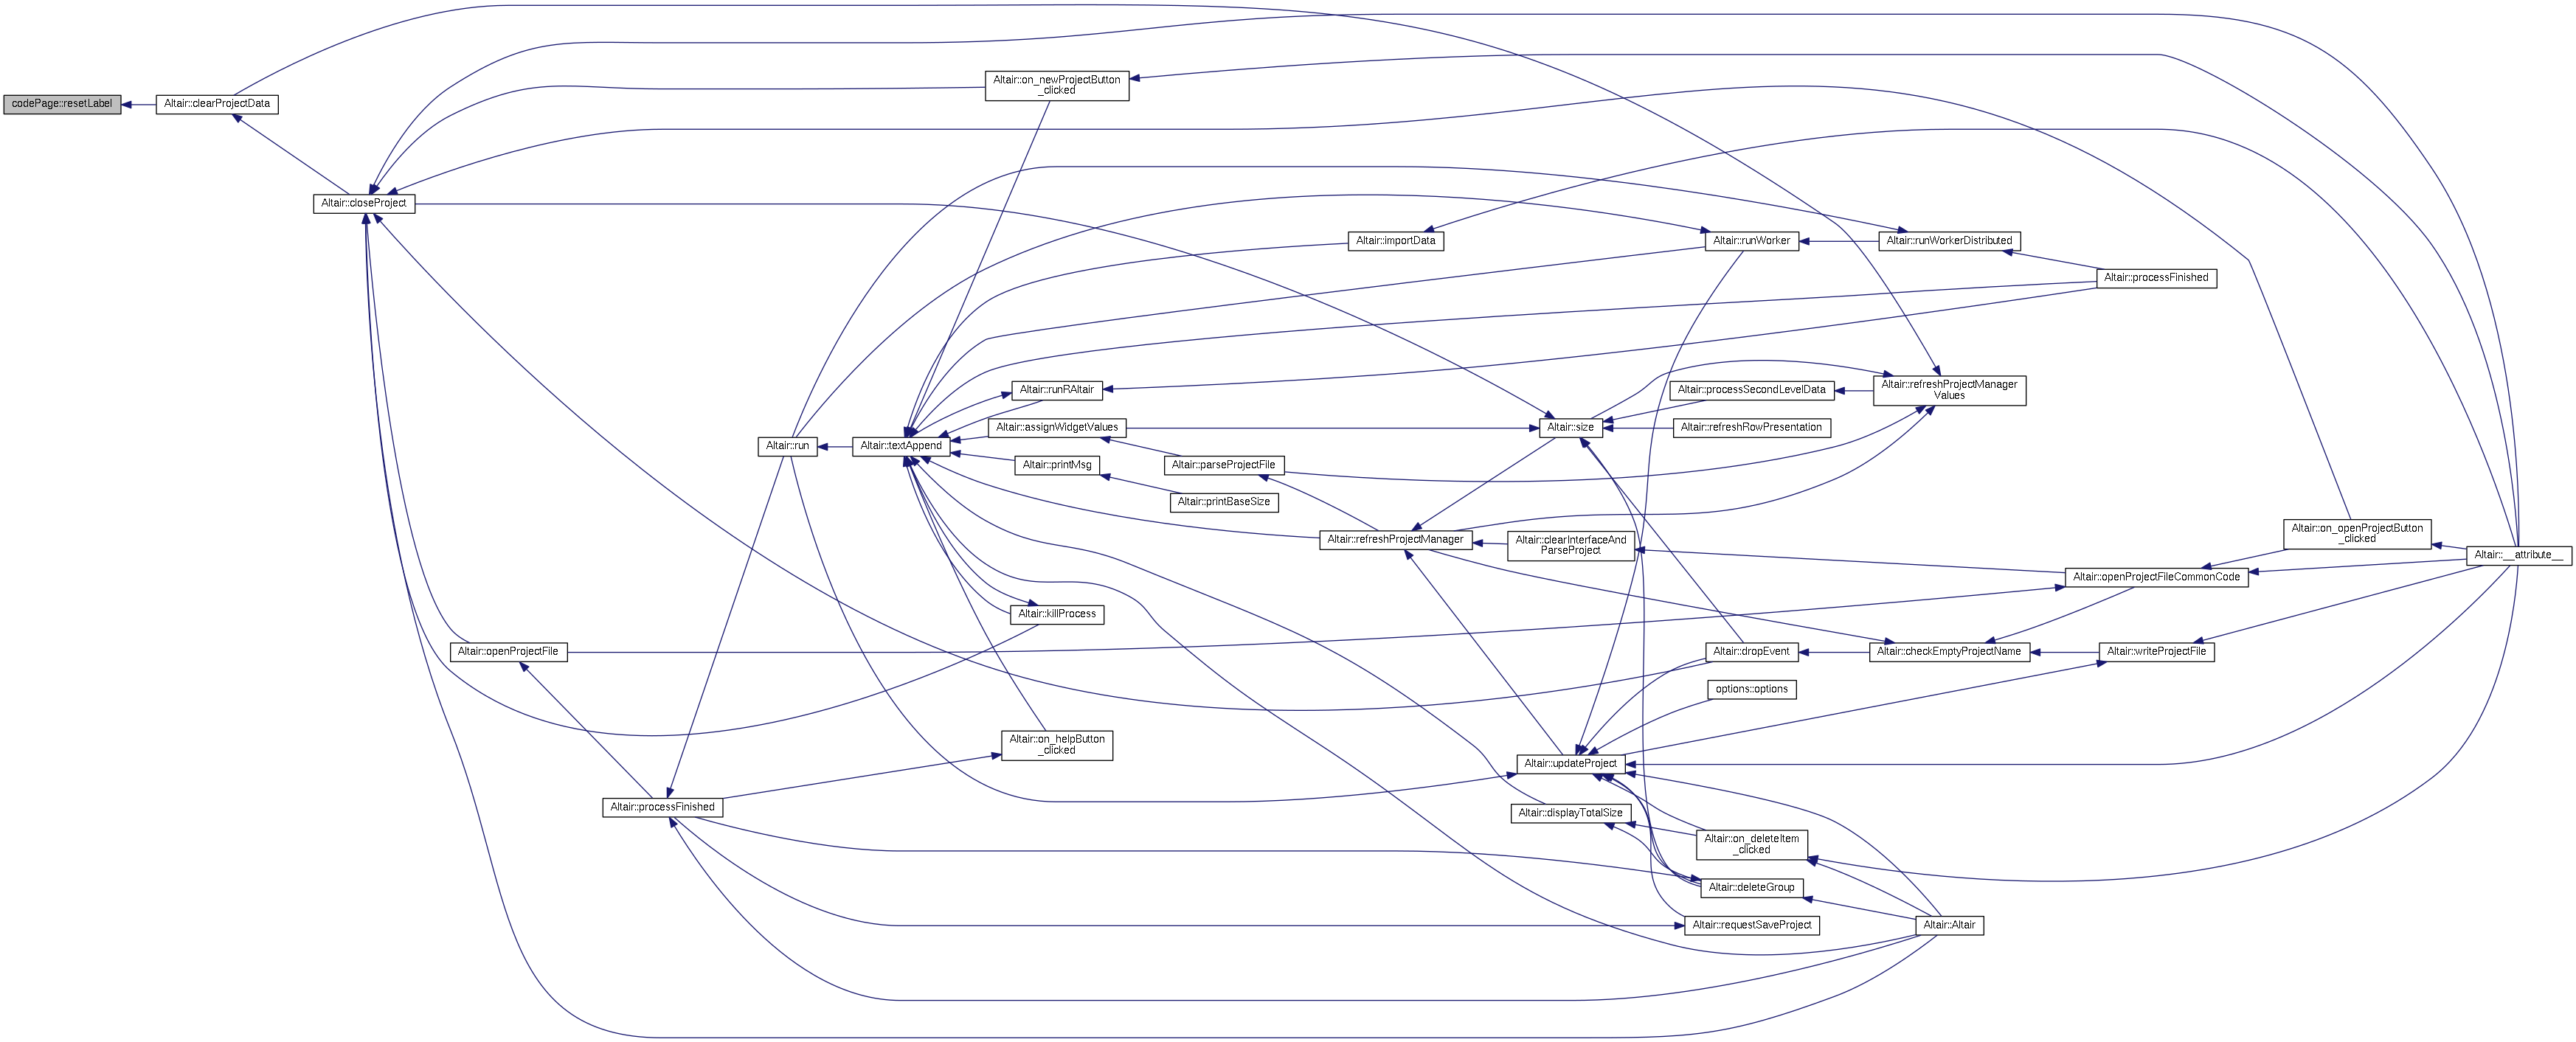 codePage::resetLabel
Altair::clearProjectData
Altair::closeProject
Altair::openProjectFile
Altair::processFinished
Altair::run
Altair::textAppend
Altair::on_newProjectButton
_clicked
Altair::runRAltair
Altair::assignWidgetValues
Altair::printMsg
Altair::killProcess
Altair::on_helpButton
_clicked
Altair::parseProjectFile
Altair::printBaseSize
Altair::importData
Altair::size
Altair::refreshProjectManager
Altair::updateProject
Altair::displayTotalSize
Altair::runWorker
Altair::processSecondLevelData
Altair::refreshRowPresentation
Altair::clearInterfaceAnd
ParseProject
Altair::dropEvent
options::options
Altair::on_deleteItem
_clicked
Altair::deleteGroup
Altair::requestSaveProject
Altair::runWorkerDistributed
Altair::refreshProjectManager
Values
Altair::checkEmptyProjectName
Altair::Altair
Altair::processFinished
Altair::openProjectFileCommonCode
Altair::writeProjectFile
Altair::on_openProjectButton
_clicked
Altair::__attribute__